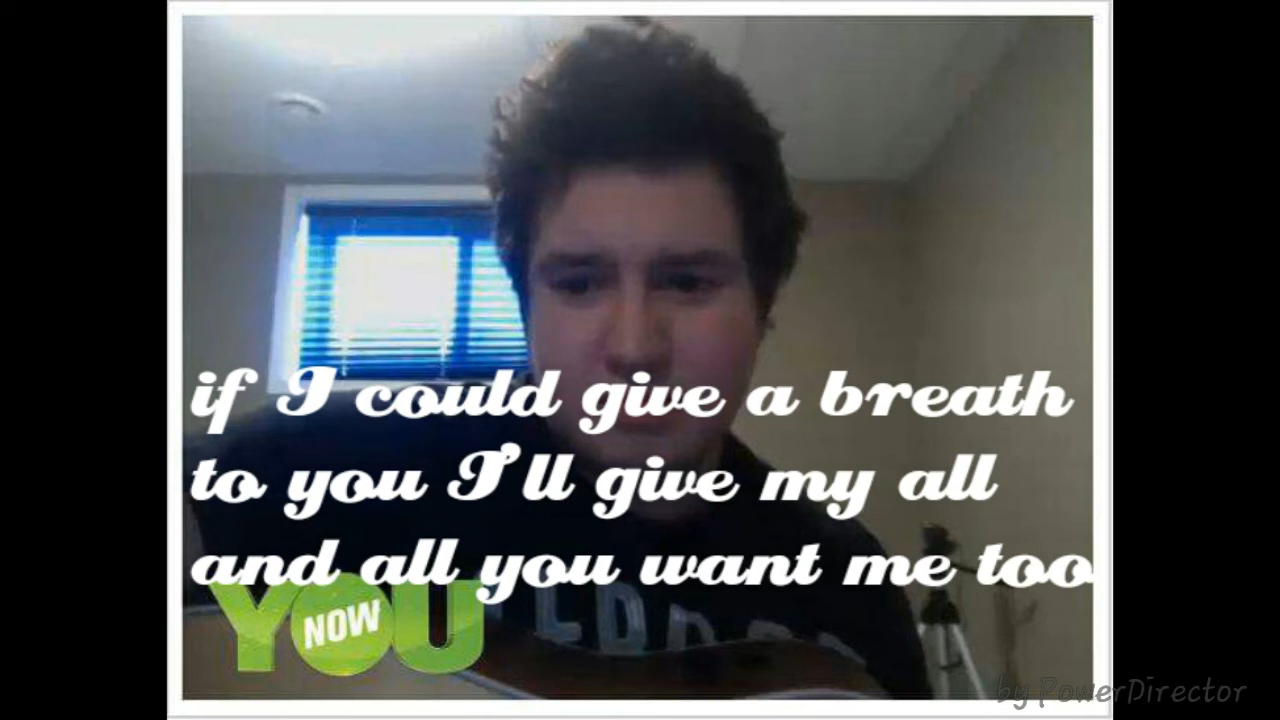 if I could give a breath
to you I'll give my all
and all you want me too
YOU
NOW
by PowerDirector